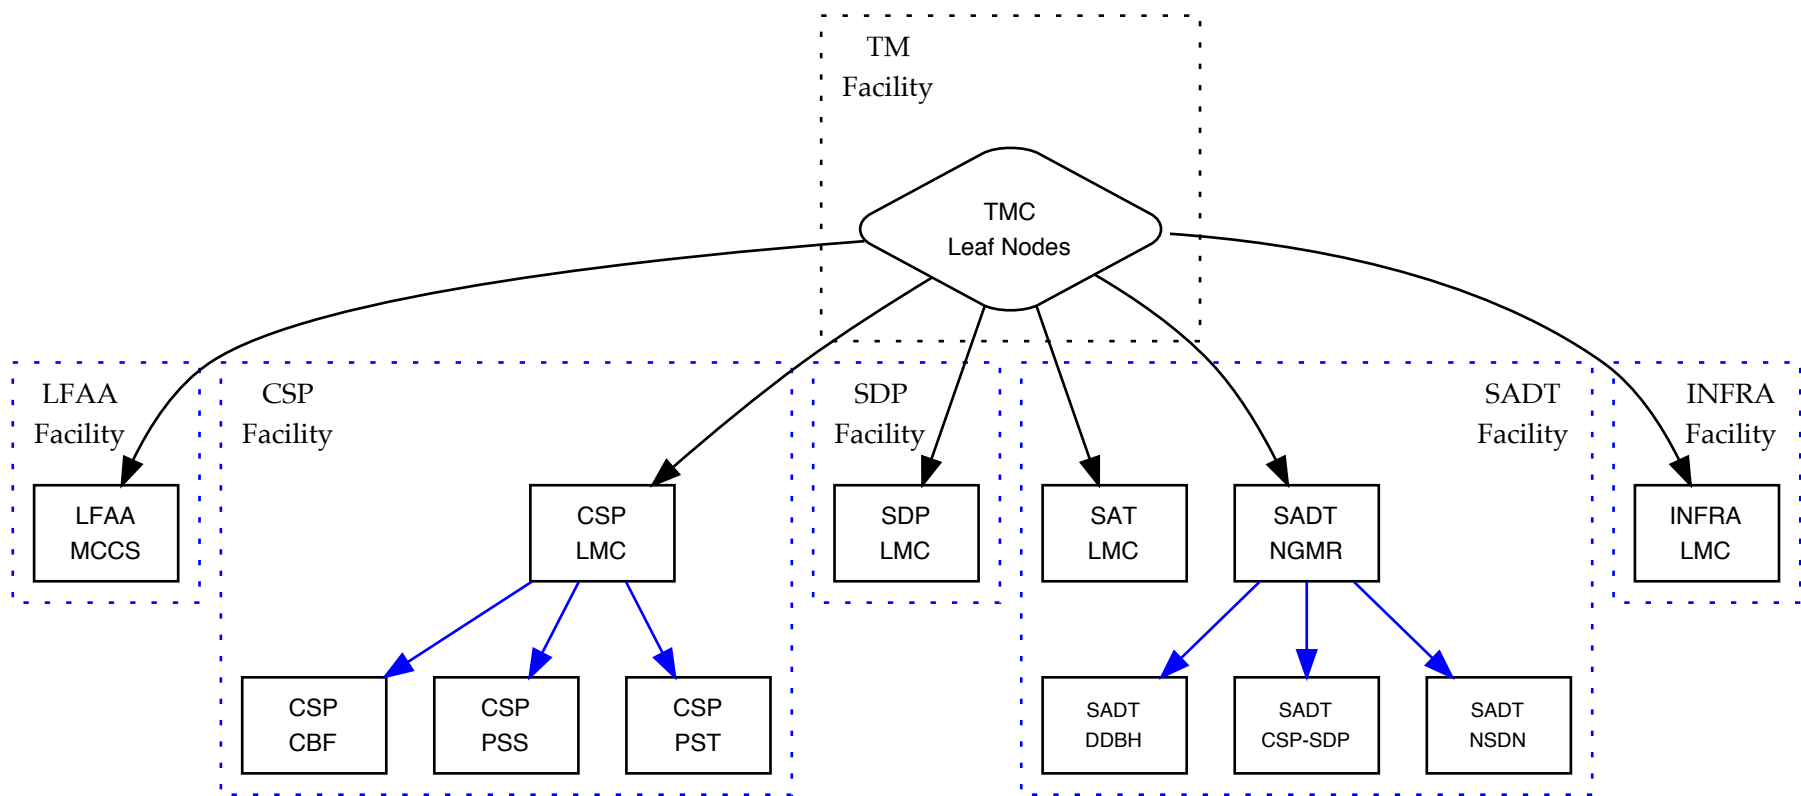 TM
Facility
TMC
Leaf Nodes
LFAA
Facility
CSP
Facility
SDP
Facility
SADT
Facility
INFRA
Facility
LFAA
MCCS
CSP
LMC
SDP
LMC
SAT
LMC
SADT
NGMR
INFRA
LMC
CSP
CBF
CSP
PSS
CSP
PST
SADT
DDBH
SADT
CSP-SDP
SADT
NSDN